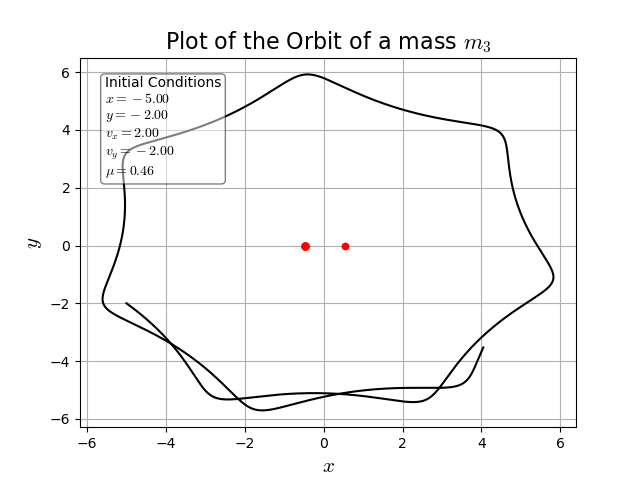 Plot of the Orbit of a mass m₃
Initial Conditions
x = −5.00
y = −2.00
vₓ = 2.00
v_y = −2.00
μ = 0.46
6
4
2
0
−2
−4
−6
y
−6
−4
−2
0
2
4
6
x